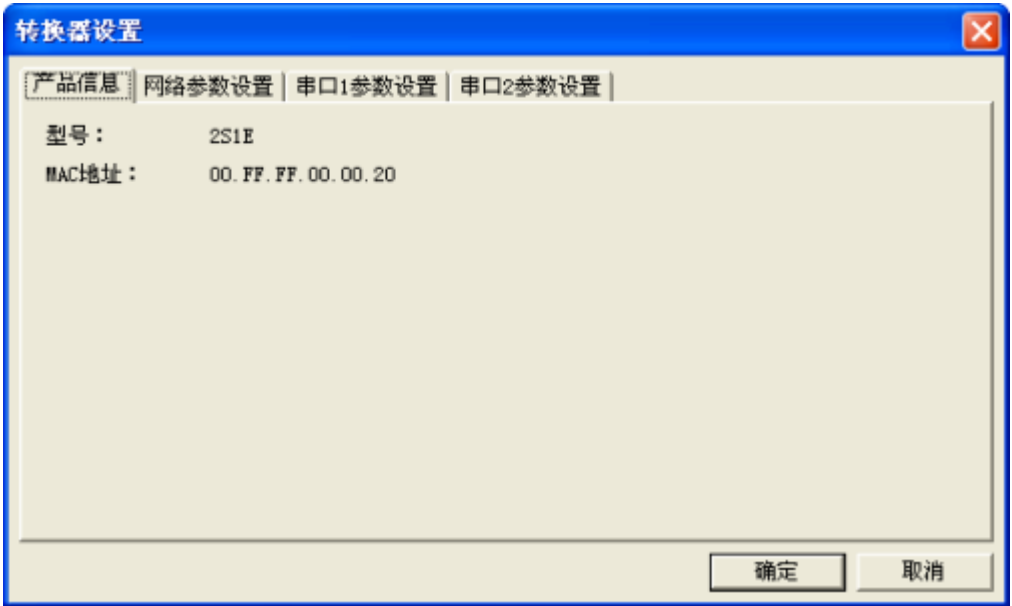 转换器设置
产品信息 网络参数设置 串口1参数设置 串口2参数设置
型号： 2S1E
MAC地址： 00.FF.FF.00.00.20
确定 取消